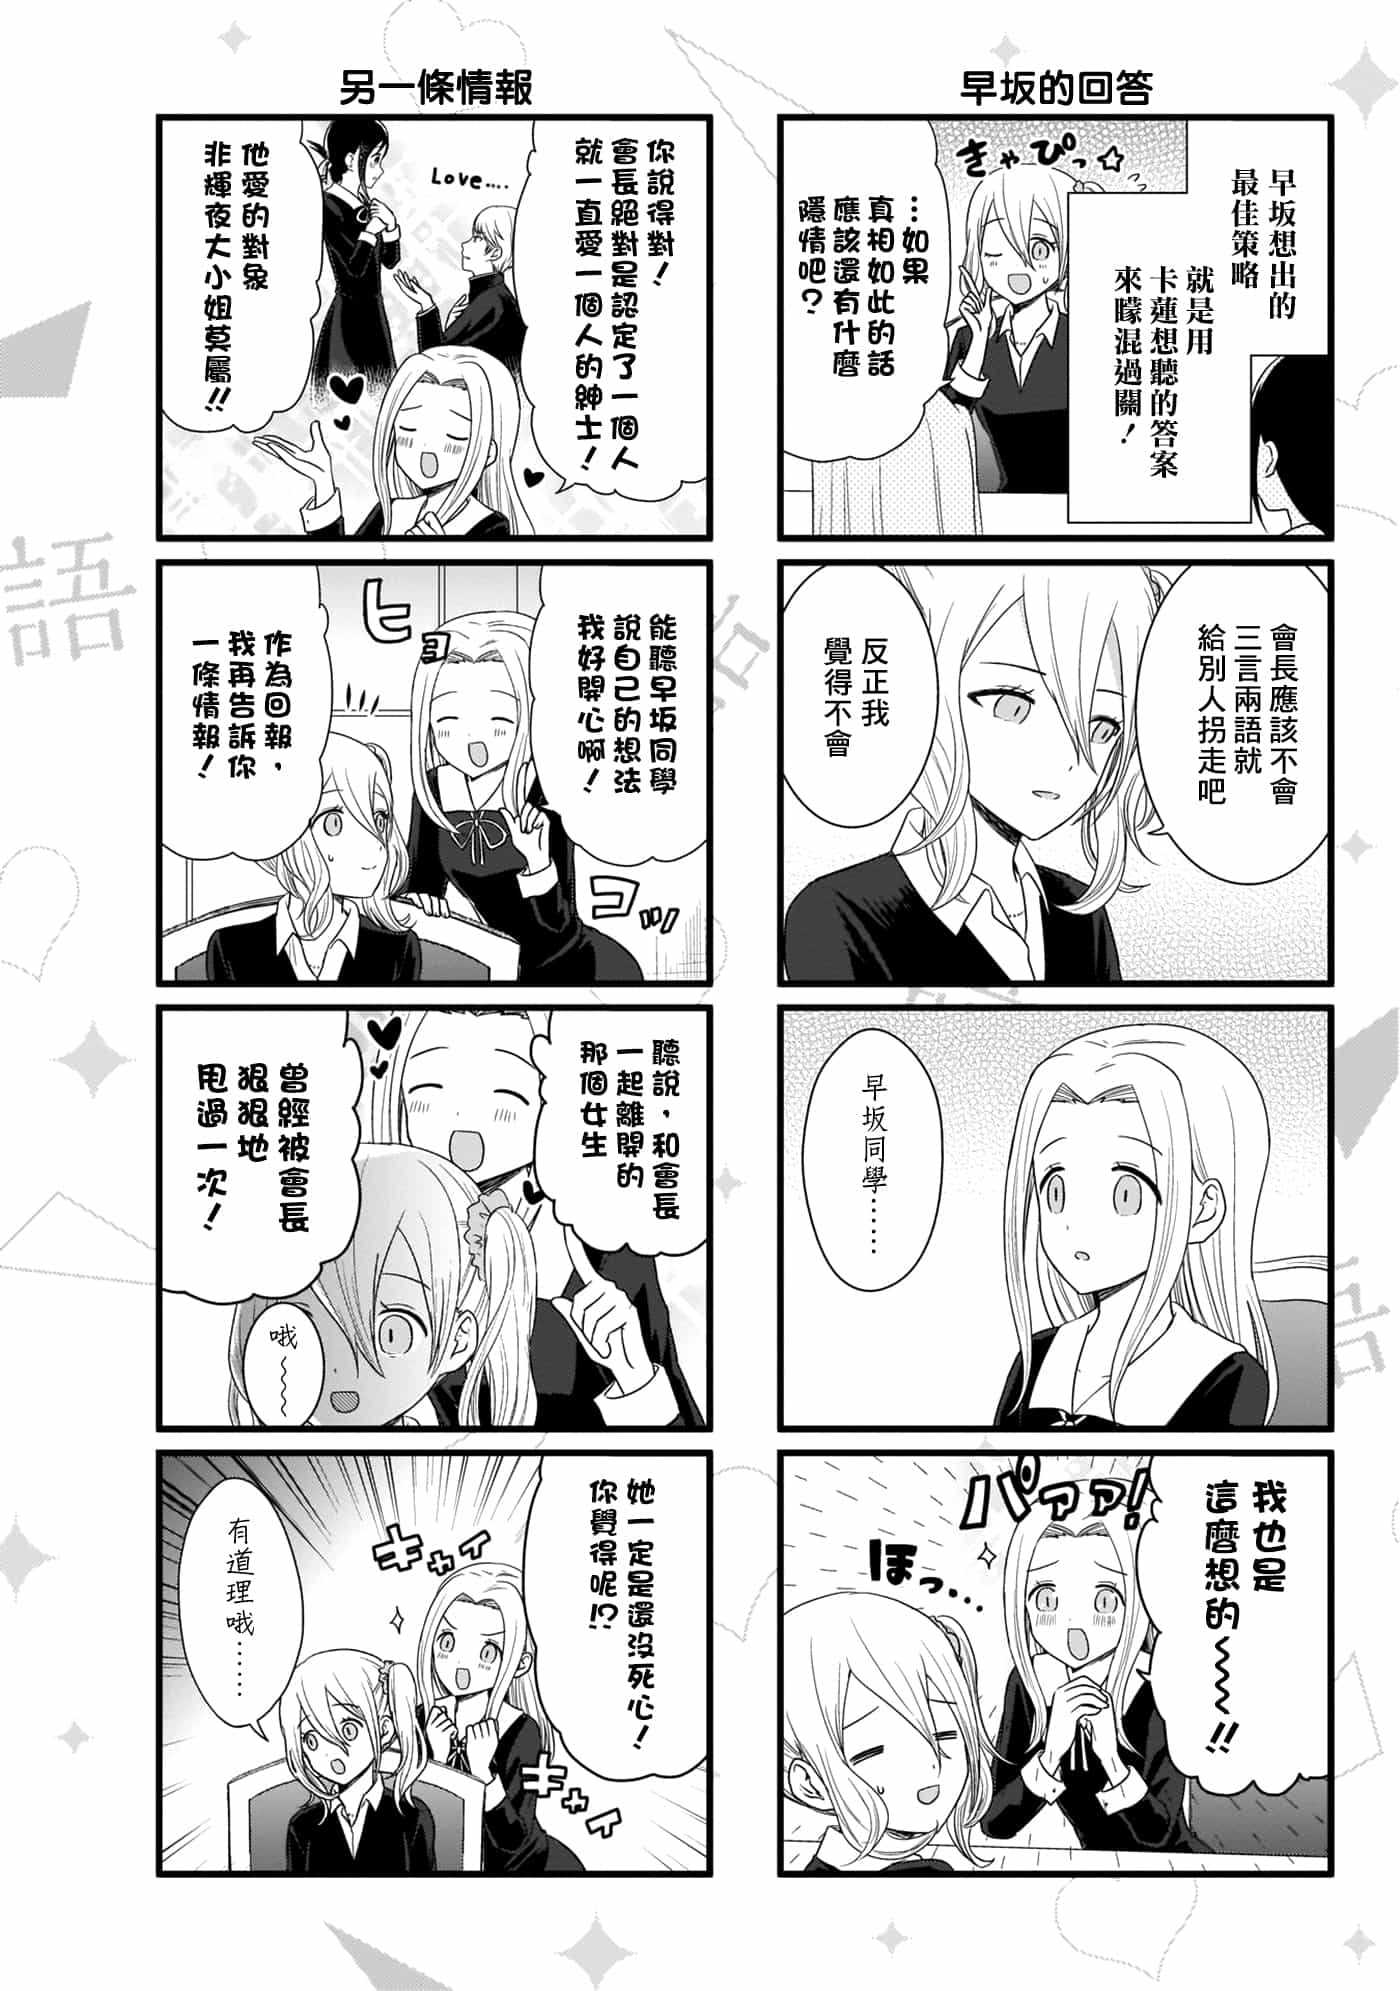 早坂的回答
早坂想出的
最佳策略
就是用
卡蓮想聽的答案
來矇混過關！
きゃぴっ☆
…如果
真相如此的話
應該還有什麼
隱情吧？
會長應該不會
三言兩語就
給別人拐走吧
反正我
覺得不會
早坂同學……
我也是
這麼想的～～～!!
パァァァ!
ほっ…
另一條情報
你說得對！
會長絕對是認定了一個人
就一直愛一個人的紳士！
Love....
他愛的對象
非輝夜大小姐莫屬!!
能聽早坂同學
說自己的想法
我好開心啊！
ヒョコッ
作為回報，
我再告訴你
一條情報！
聽說，和會長
一起離開的
那個女生
曾經被會長
狠狠地
甩過一次！
哦～～
她一定是還沒死心！
你覺得呢!?
キャイ
キャイ
有道理哦……
語
語